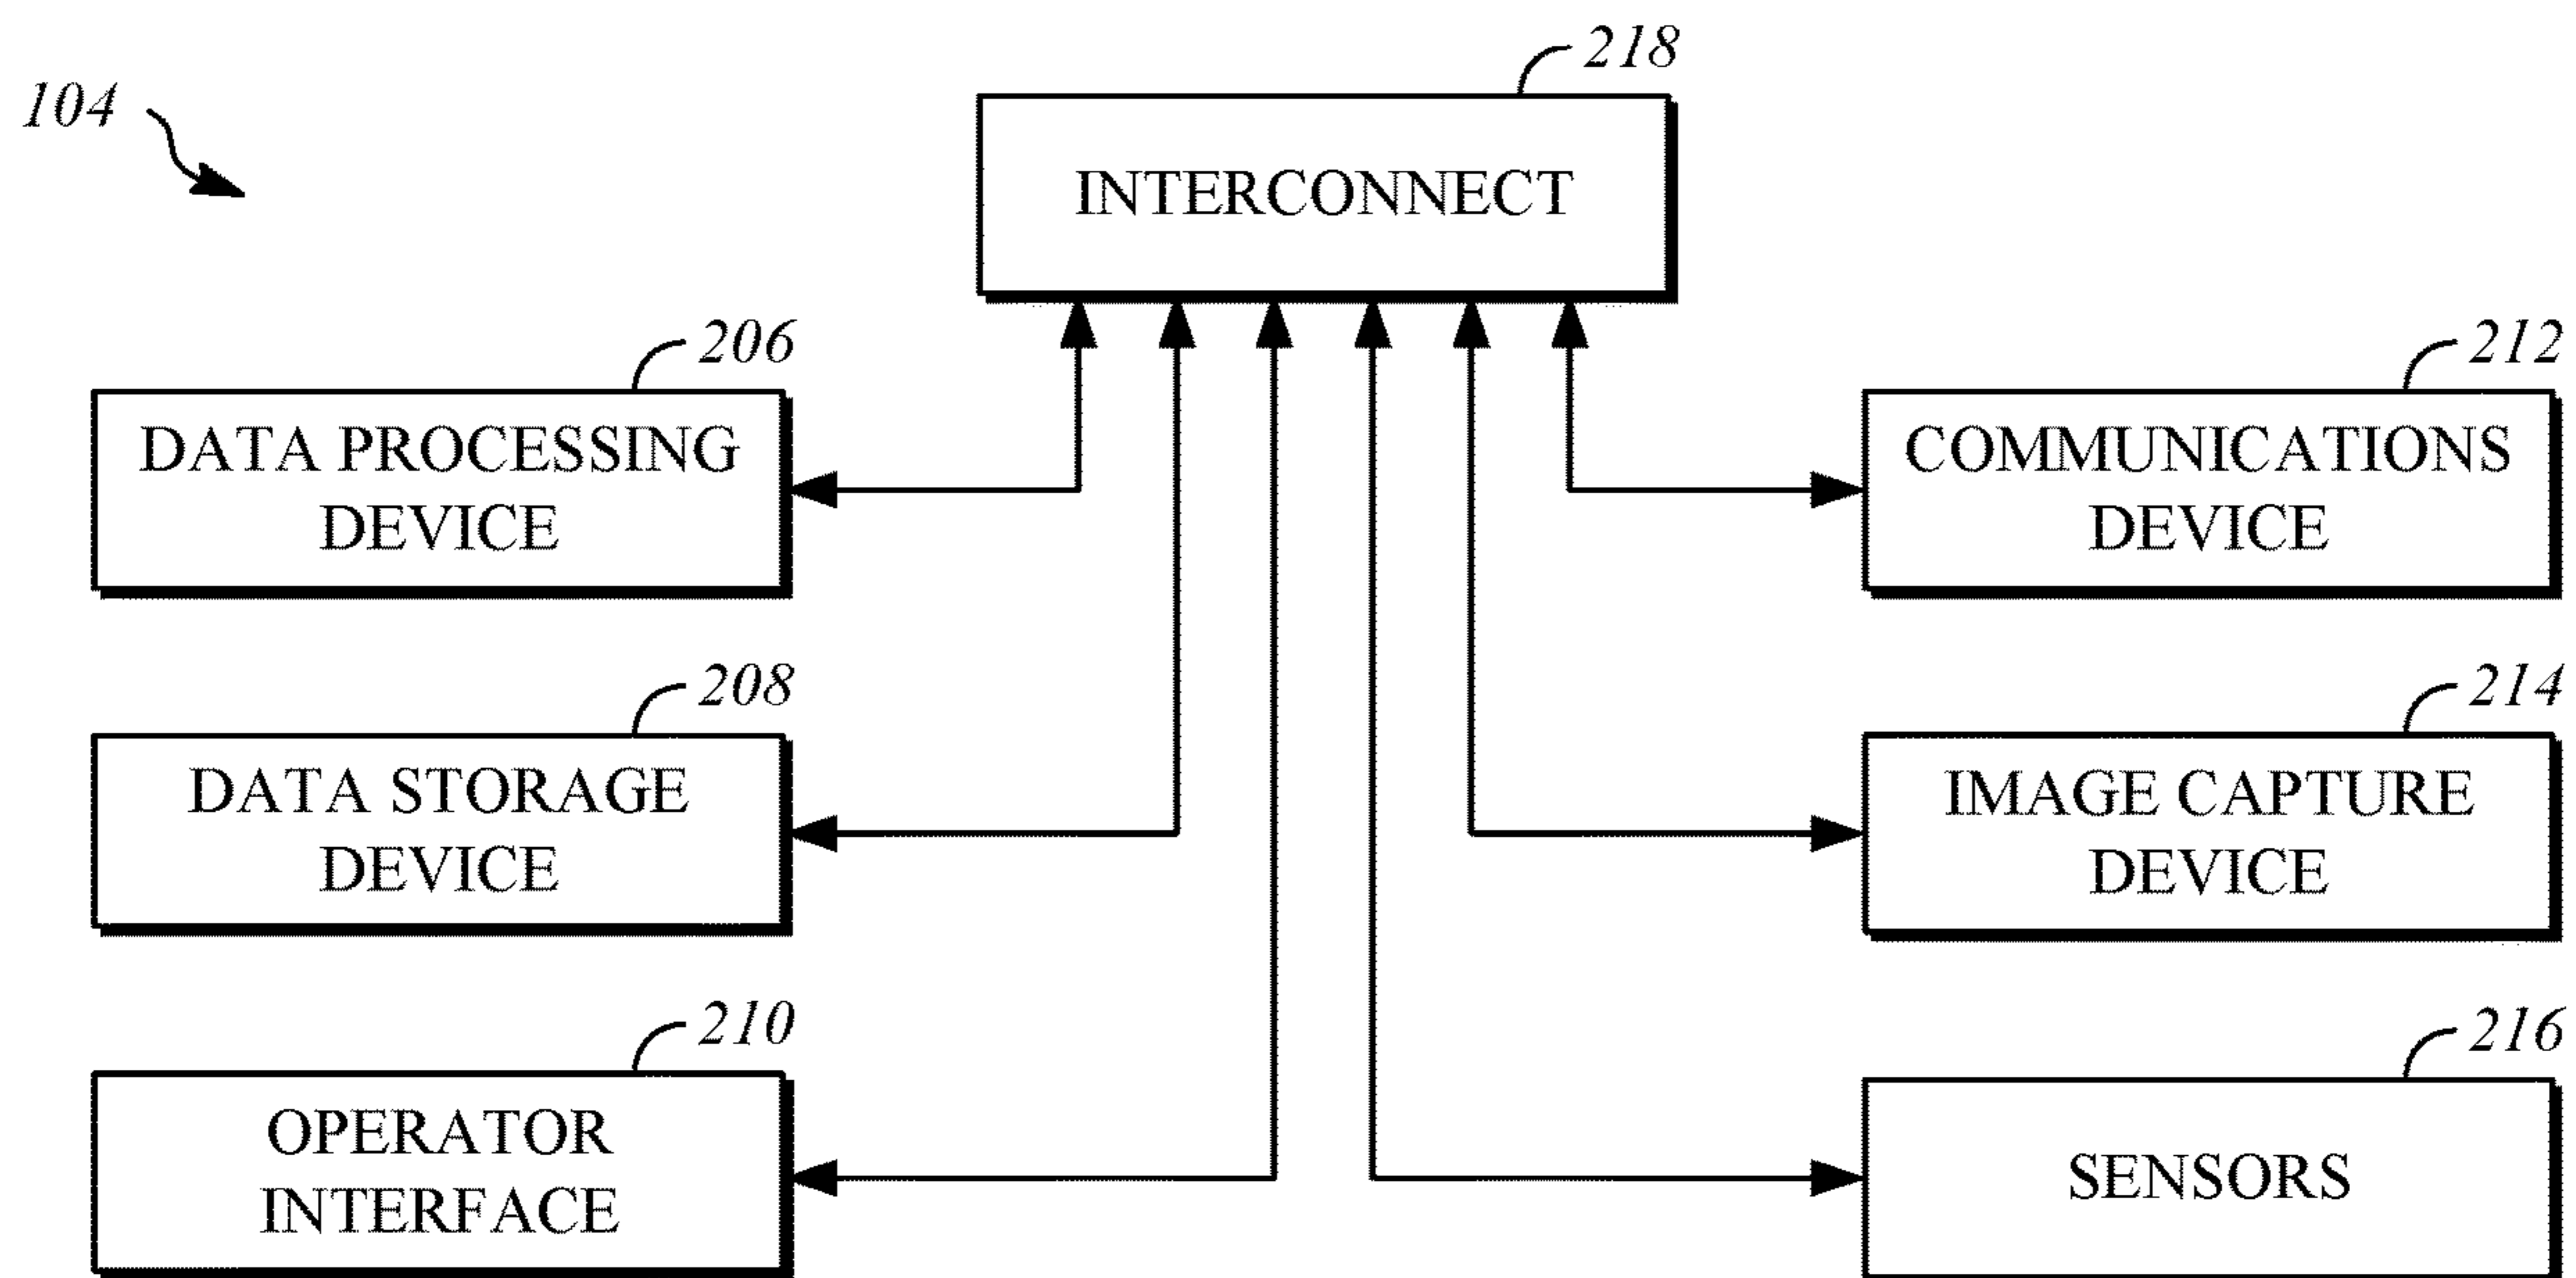 104
218
INTERCONNECT
206
DATA PROCESSING
DEVICE
212
COMMUNICATIONS
DEVICE
208
DATA STORAGE
DEVICE
214
IMAGE CAPTURE
DEVICE
210
OPERATOR
INTERFACE
216
SENSORS